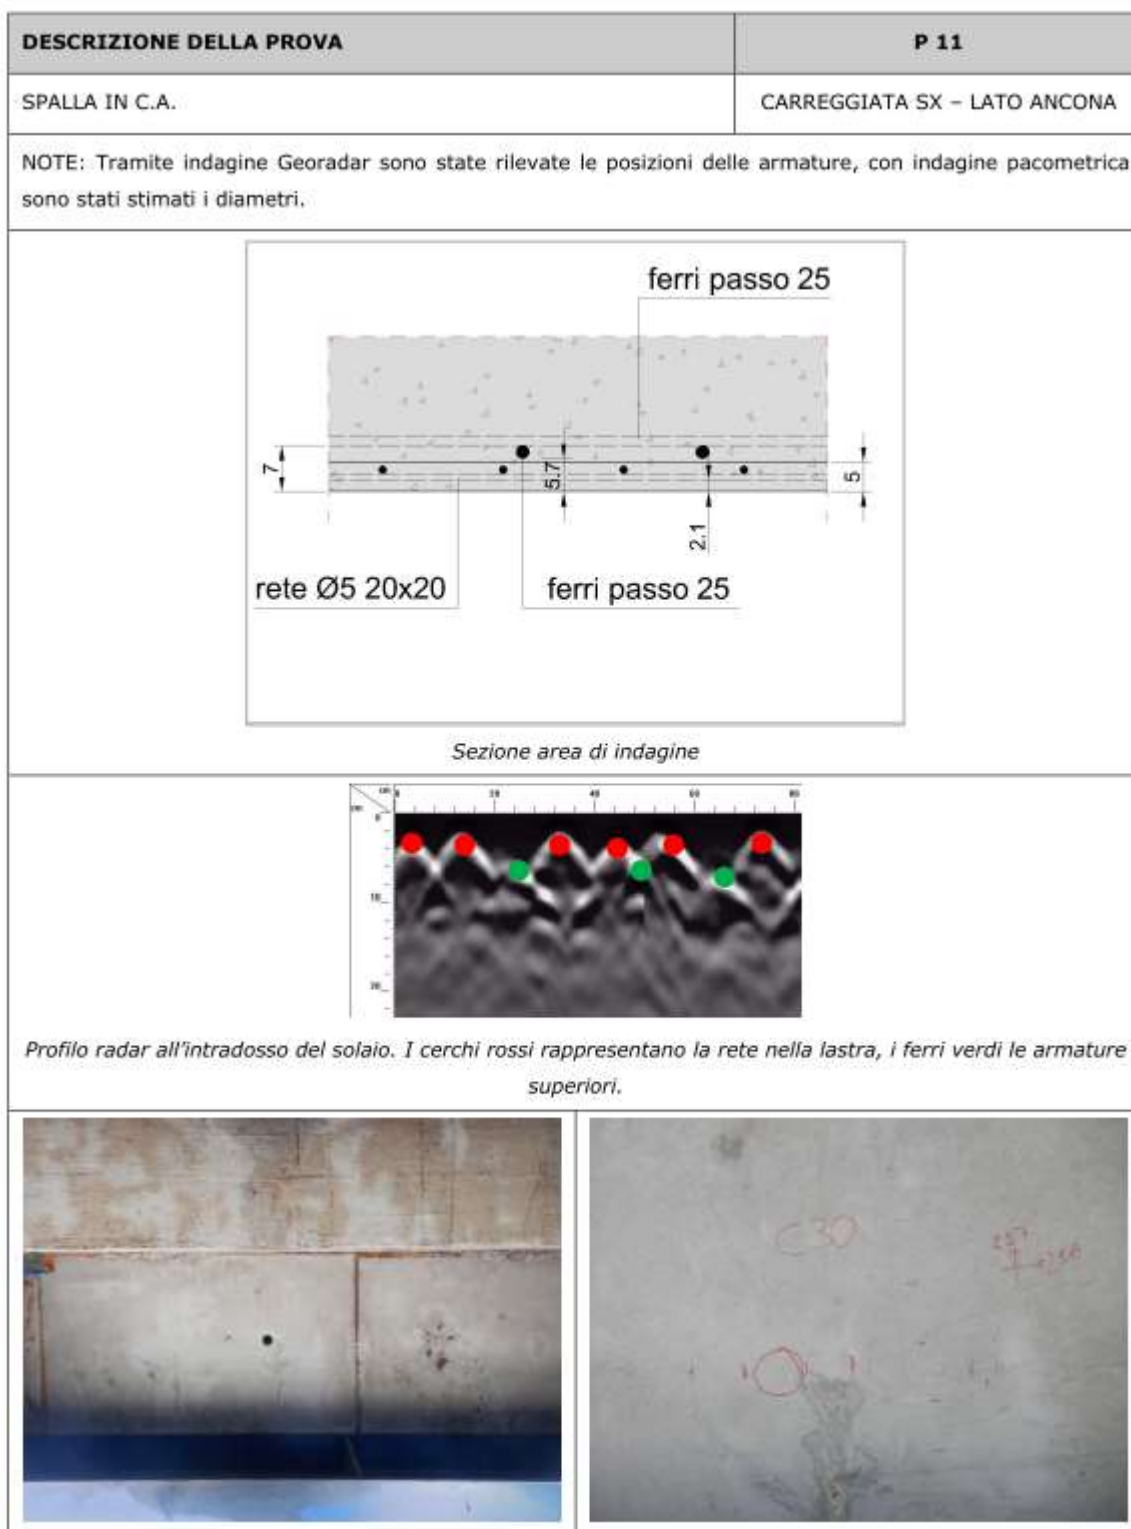 DESCRIZIONE DELLA PROVA
P 11
SPALLA IN C.A.
CARREGGIATA SX – LATO ANCONA
NOTE: Tramite indagine Georadar sono state rilevate le posizioni delle armature, con indagine pacometrica
sono stati stimati i diametri.
ferri passo 25
7
5.7
5
2.1
rete Ø5 20x20
ferri passo 25
Sezione area di indagine
Profilo radar all'intradosso del solaio. I cerchi rossi rappresentano la rete nella lastra, i ferri verdi le armature
superiori.
C30